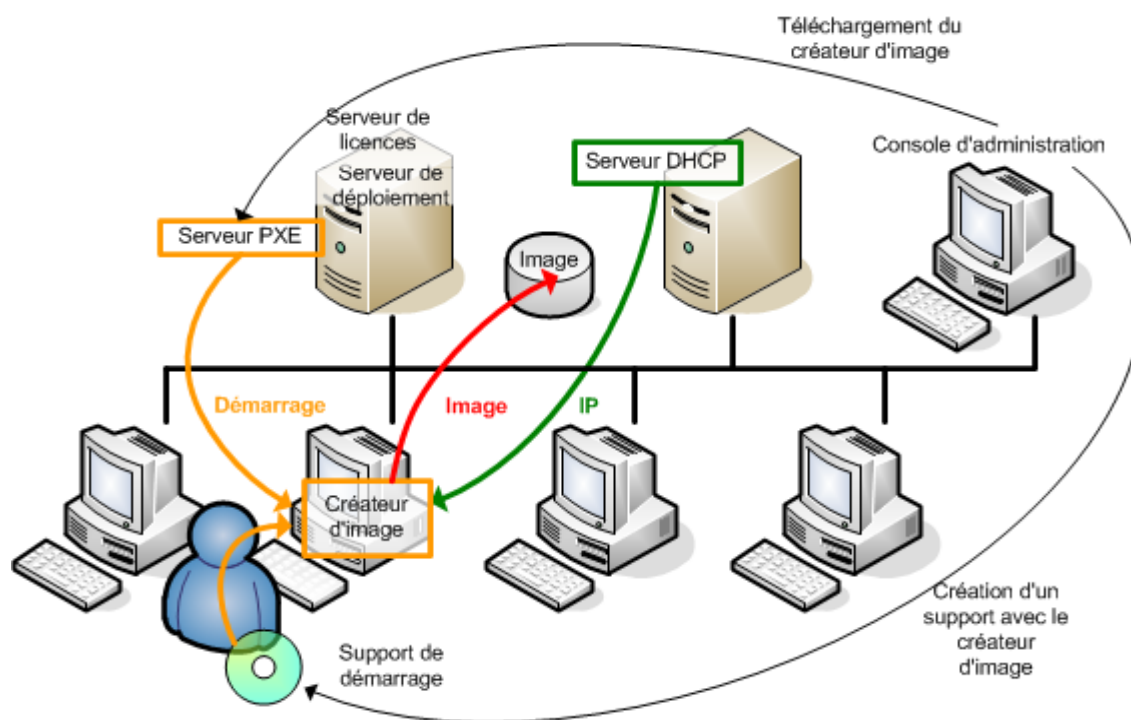 Téléchargement du
créateur d'image
Serveur de
licences
Serveur de
déploiement
Serveur DHCP
Console d'administration
Serveur PXE
Image
Démarrage
Image
IP
Créateur
d'image
Création d'un
support avec le
créateur
d'image
Support de
démarrage